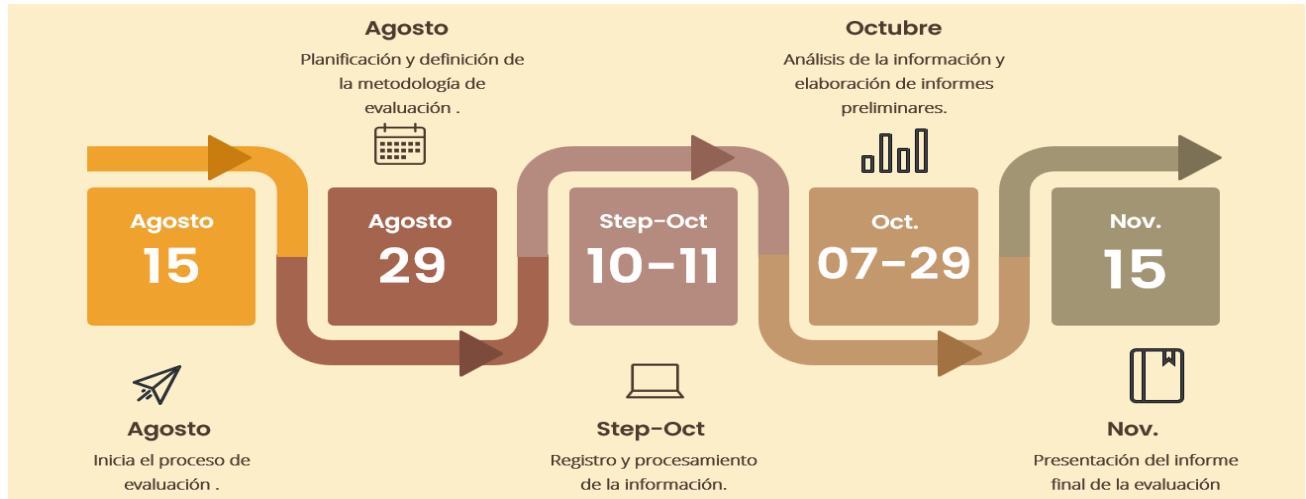 Agosto
Planificación y definición de
la metodología de
evaluación .
Octubre
Análisis de la información y
elaboración de informes
preliminares.
Agosto
15
Agosto
29
Step-Oct
10-11
Oct.
07-29
Nov.
15
Agosto
Inicia el proceso de
evaluación .
Step-Oct
Registro y procesamiento
de la información.
Nov.
Presentación del informe
final de la evaluación